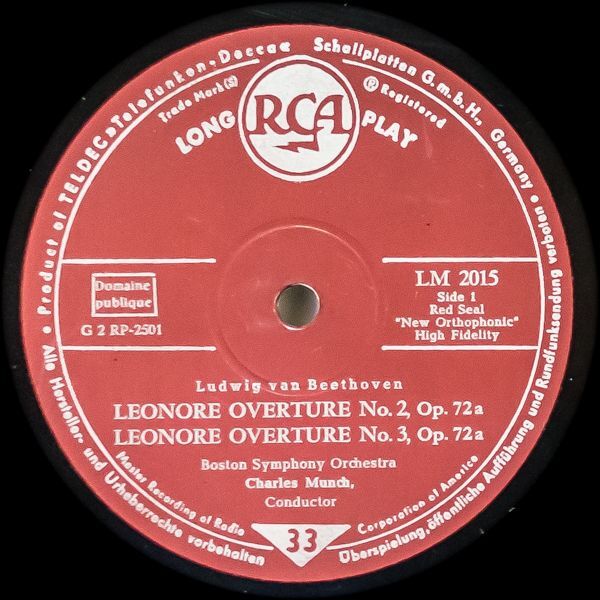 • Product of TELDEC »Telefunken-Decca« Schallplatten G.m.b.H., Germany •
Trade Mark(S) ® Registered
LONG RCA PLAY
Domaine
publique
G 2 RP-2501
LM 2015
Side 1
Red Seal
"New Orthophonic"
High Fidelity
Ludwig van Beethoven
LEONORE OVERTURE No. 2, Op. 72a
LEONORE OVERTURE No. 3, Op. 72a
Boston Symphony Orchestra
Charles Munch,
Conductor
Master Recording of Radio Corporation of America
33
Alle Hersteller- und Urheberrechte vorbehalten
Überspielung, öffentliche Aufführung und Rundfunksendung verboten